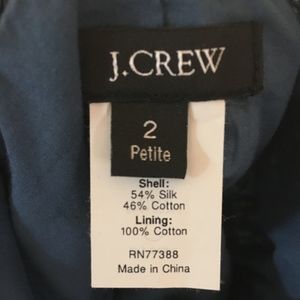 J.CREW
2
Petite
Shell:
54% Silk
46% Cotton
Lining:
100% Cotton
RN77388
Made in China